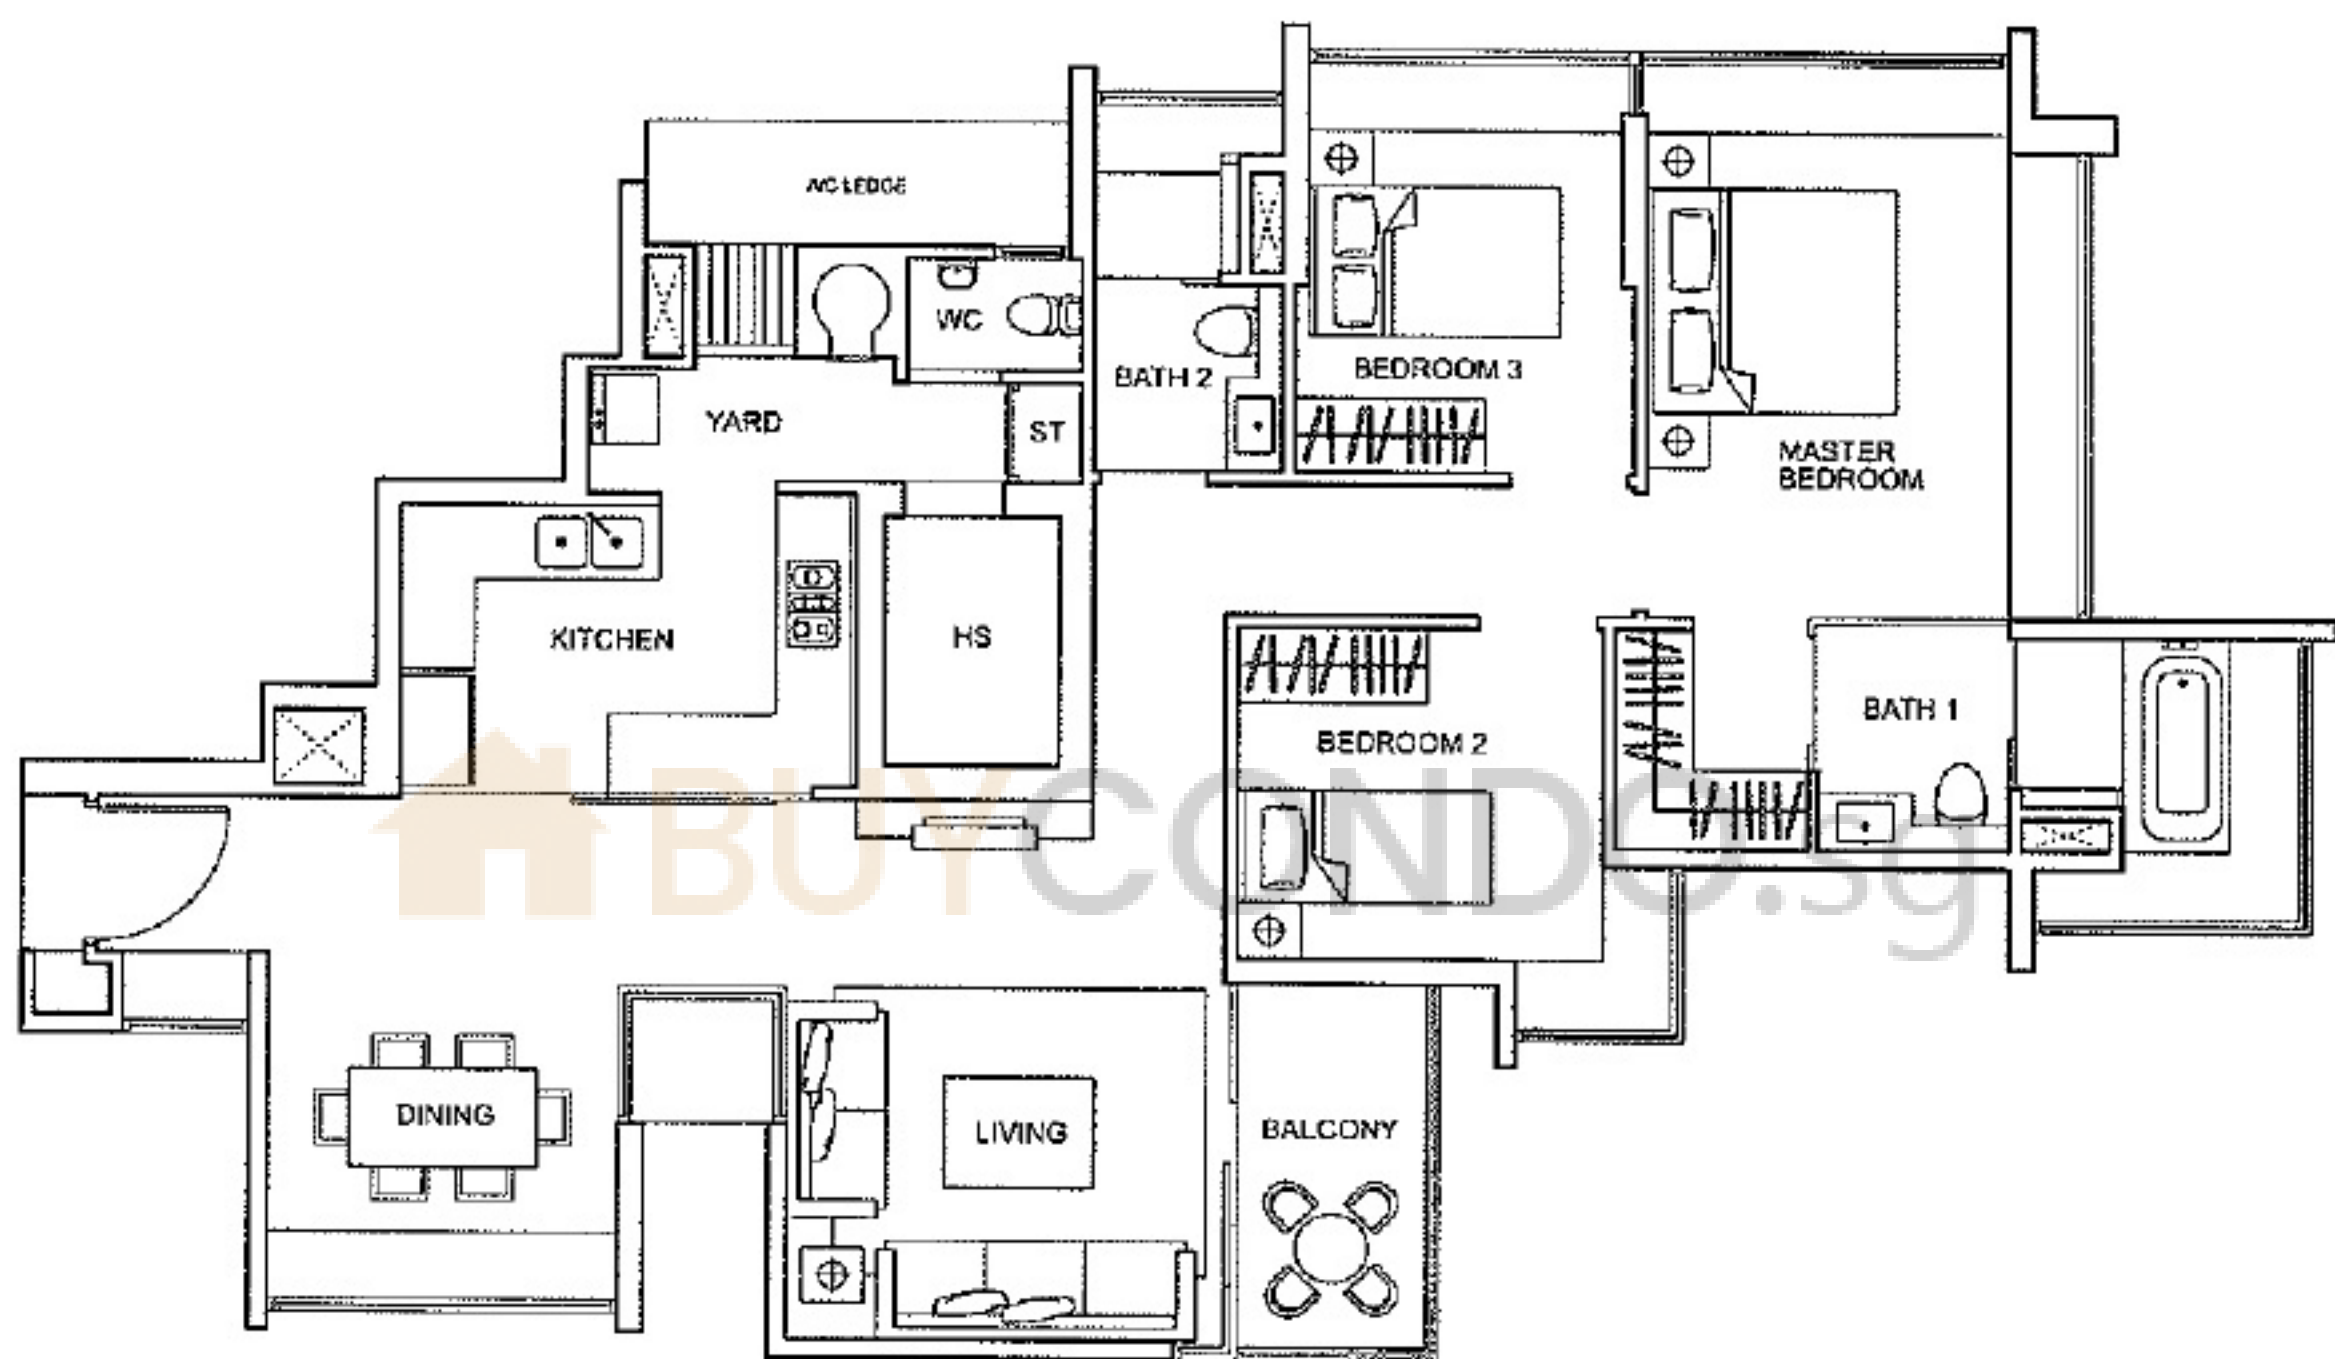 A/C LEDGE
WC
BATH 2
BEDROOM 3
YARD
ST
MASTER
BEDROOM
KITCHEN
HS
BATH 1
BEDROOM 2
BUYCONDO.sg
DINING
LIVING
BALCONY